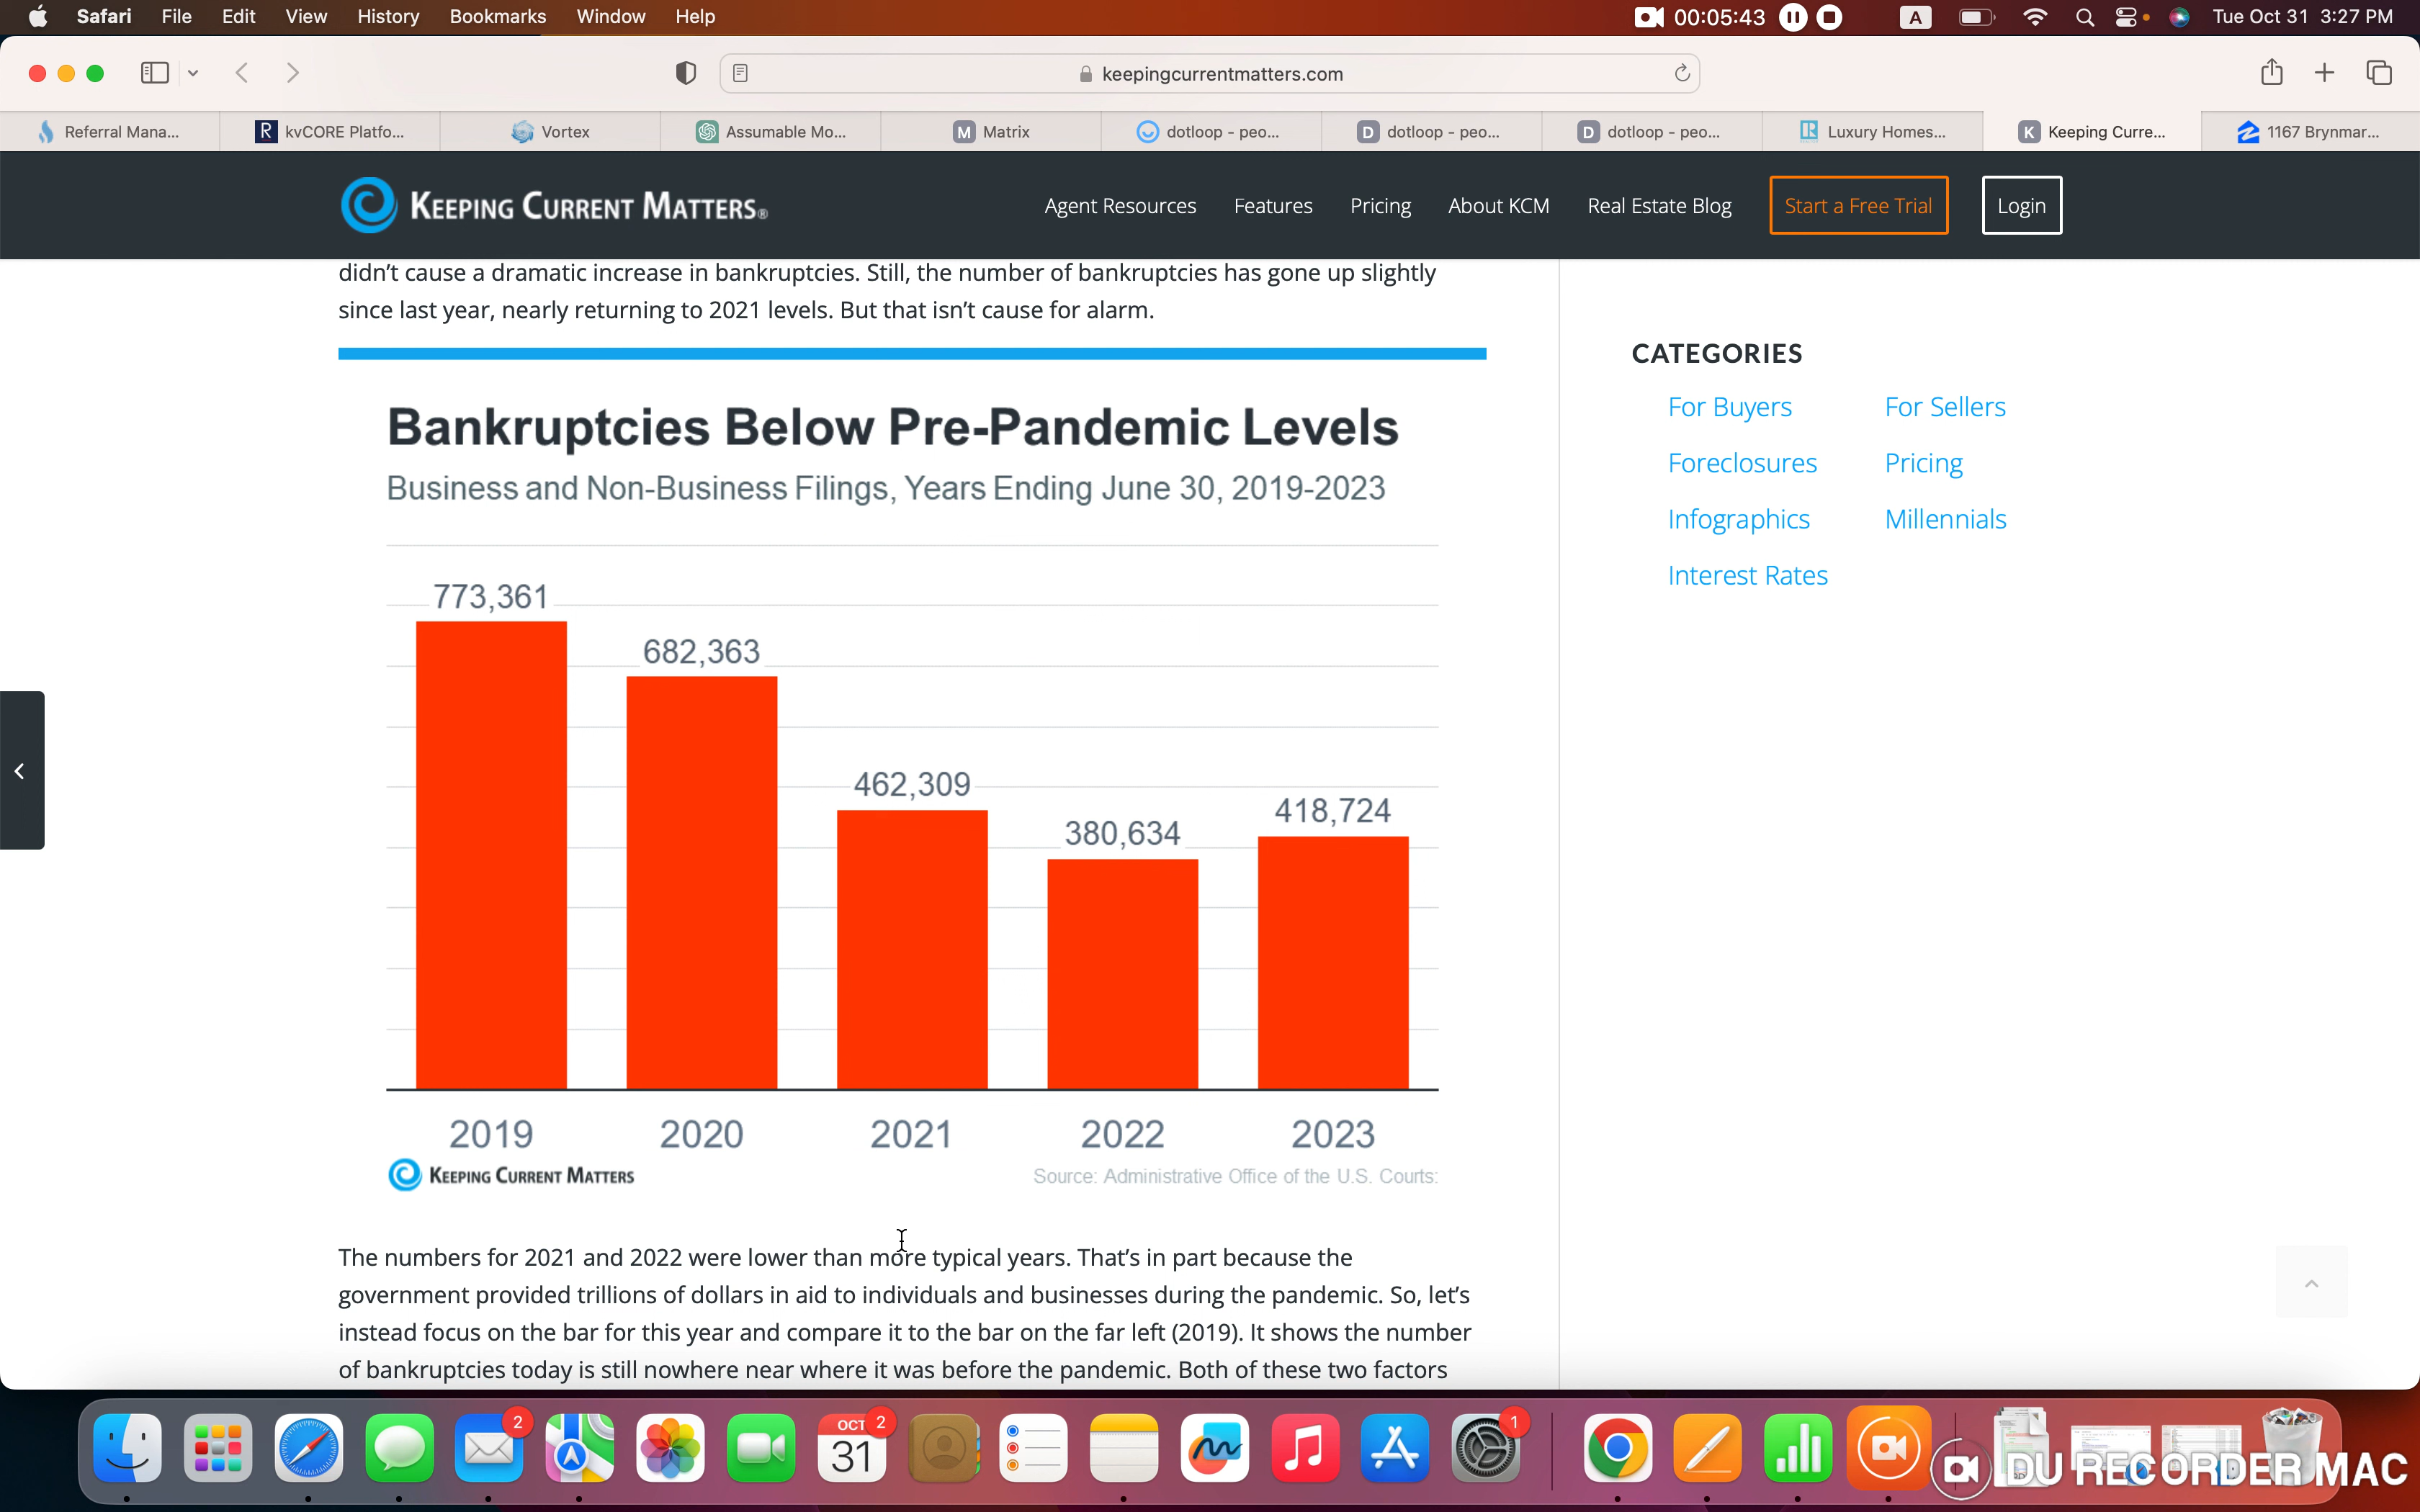 Safari File Edit View History Bookmarks Window Help 00:05:43 A Tue Oct 31 3:27 PM
keepingcurrentmatters.com
Referral Mana... R kvCORE Platfo... Vortex Assumable Mo... M Matrix dotloop - peo... D dotloop - peo... D dotloop - peo... Luxury Homes... K Keeping Curre... 1167 Brynmar...
KEEPING CURRENT MATTERS® Agent Resources Features Pricing About KCM Real Estate Blog Start a Free Trial Login
didn’t cause a dramatic increase in bankruptcies. Still, the number of bankruptcies has gone up slightly
since last year, nearly returning to 2021 levels. But that isn’t cause for alarm.
Bankruptcies Below Pre-Pandemic Levels
Business and Non-Business Filings, Years Ending June 30, 2019-2023
773,361
682,363
462,309
380,634
418,724
2019 2020 2021 2022 2023
KEEPING CURRENT MATTERS Source: Administrative Office of the U.S. Courts:
The numbers for 2021 and 2022 were lower than more typical years. That’s in part because the
government provided trillions of dollars in aid to individuals and businesses during the pandemic. So, let’s
instead focus on the bar for this year and compare it to the bar on the far left (2019). It shows the number
of bankruptcies today is still nowhere near where it was before the pandemic. Both of these two factors
CATEGORIES
For Buyers For Sellers
Foreclosures Pricing
Infographics Millennials
Interest Rates
2 OCT 2 31 1
DU RECORDER MAC